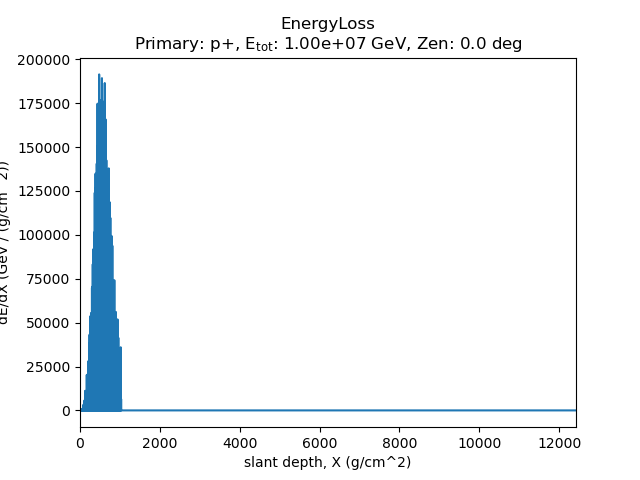 EnergyLoss
Primary: p+, E_tot: 1.00e+07 GeV, Zen: 0.0 deg
200000
175000
150000
125000
100000
75000
50000
25000
0
dE/dX (GeV / (g/cm^2))
0 2000 4000 6000 8000 10000 12000
slant depth, X (g/cm^2)